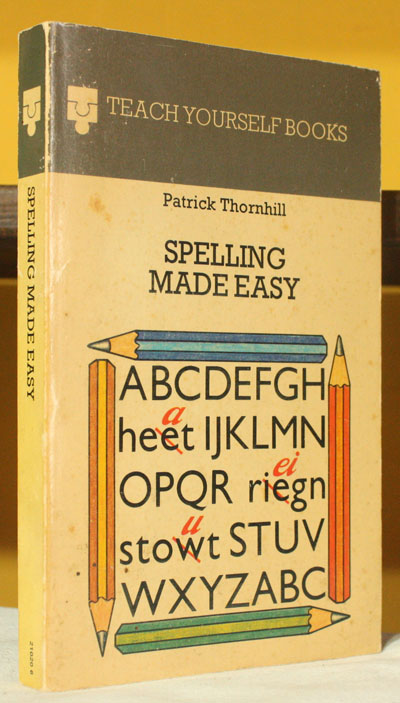 TEACH YOURSELF BOOKS
Patrick Thornhill
SPELLING
MADE EASY
ABCDEFGH
a
heet IJKLMN
ei
OPQR riegn
u
stowt STUV
WXYZABC
SPELLING MADE EASY